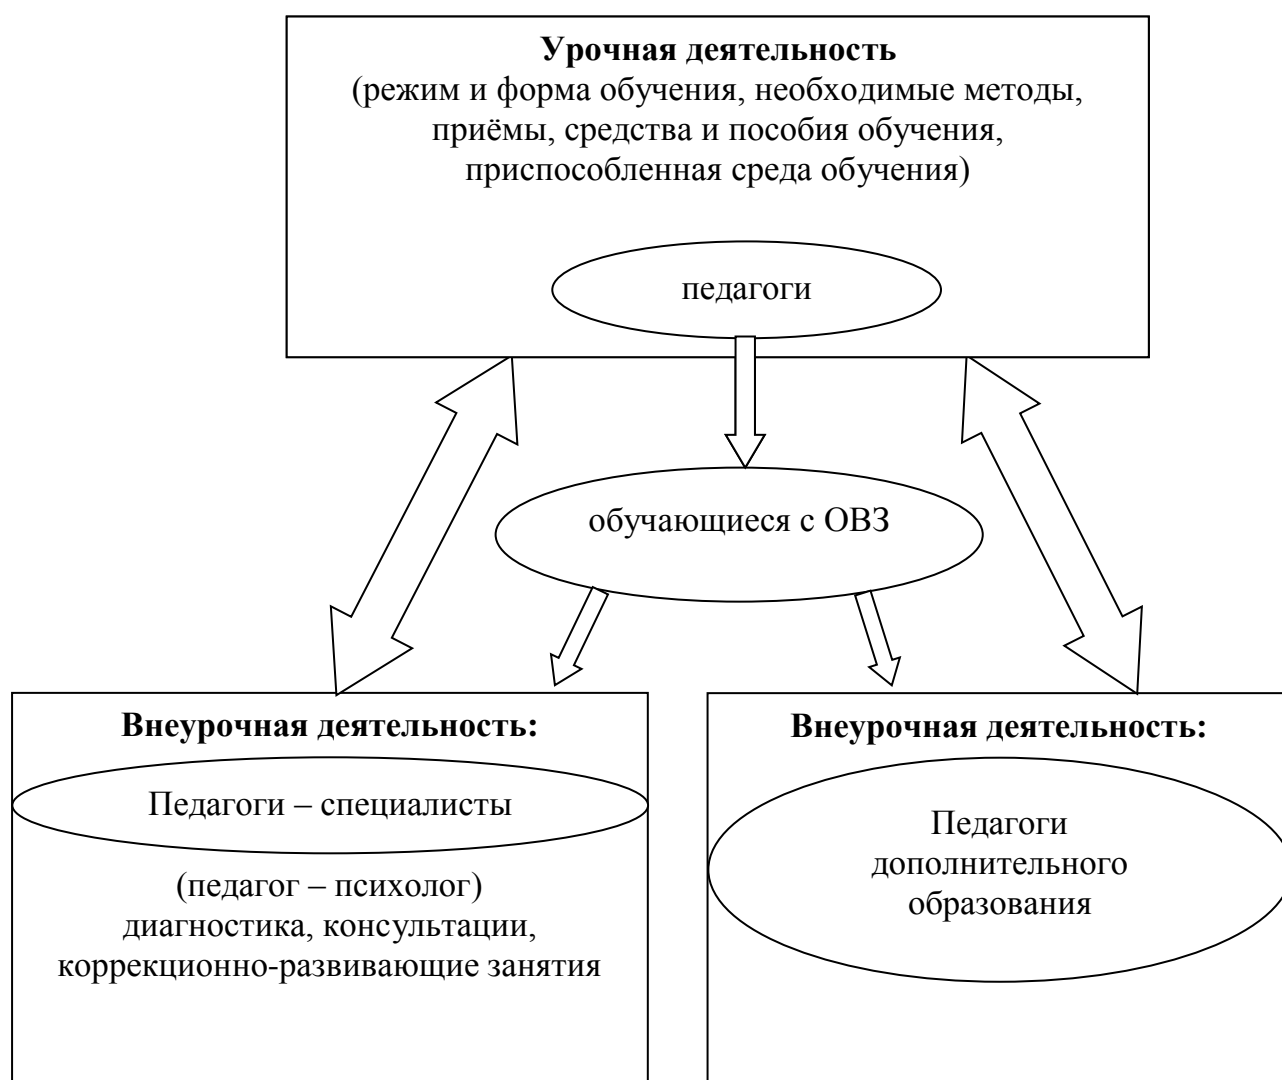 Урочная деятельность
(режим и форма обучения, необходимые методы,
приёмы, средства и пособия обучения,
приспособленная среда обучения)
педагоги
обучающиеся с ОВЗ
Внеурочная деятельность:
Педагоги – специалисты
(педагог – психолог)
диагностика, консультации,
коррекционно-развивающие занятия
Внеурочная деятельность:
Педагоги
дополнительного
образования